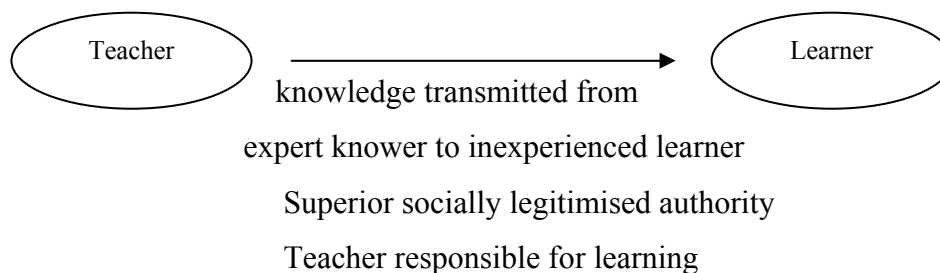 Teacher
Learner
knowledge transmitted from
expert knower to inexperienced learner
Superior socially legitimised authority
Teacher responsible for learning